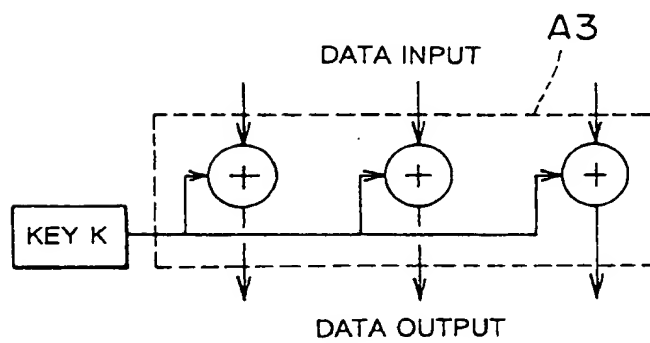 A3
DATA INPUT
+ + +
KEY K
DATA OUTPUT